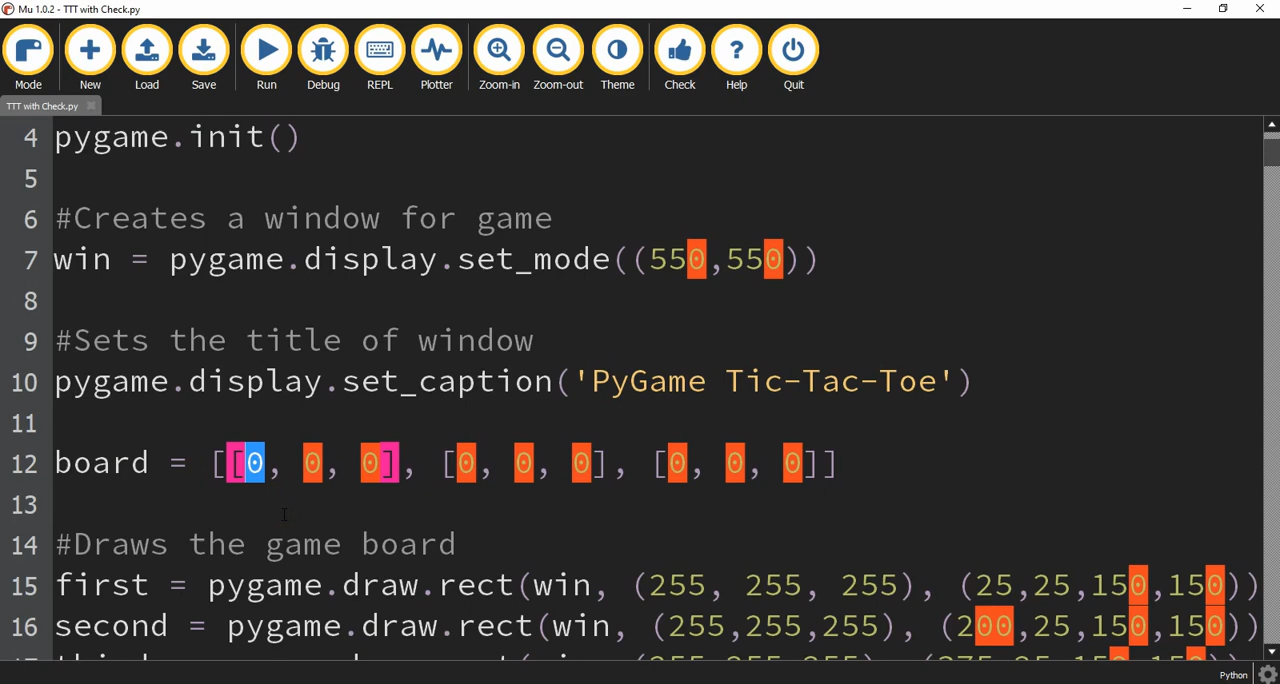 Mu 1.0.2 - TTT with Check.py
Mode New Load Save Run Debug REPL Plotter Zoom-in Zoom-out Theme Check Help Quit
TTT with Check.py
4 pygame.init()
5
6 #Creates a window for game
7 win = pygame.display.set_mode((550,550))
8
9 #Sets the title of window
10 pygame.display.set_caption('PyGame Tic-Tac-Toe')
11
12 board = [[0, 0, 0], [0, 0, 0], [0, 0, 0]]
13
14 #Draws the game board
15 first = pygame.draw.rect(win, (255, 255, 255), (25,25,150,150))
16 second = pygame.draw.rect(win, (255,255,255), (200,25,150,150))
Python